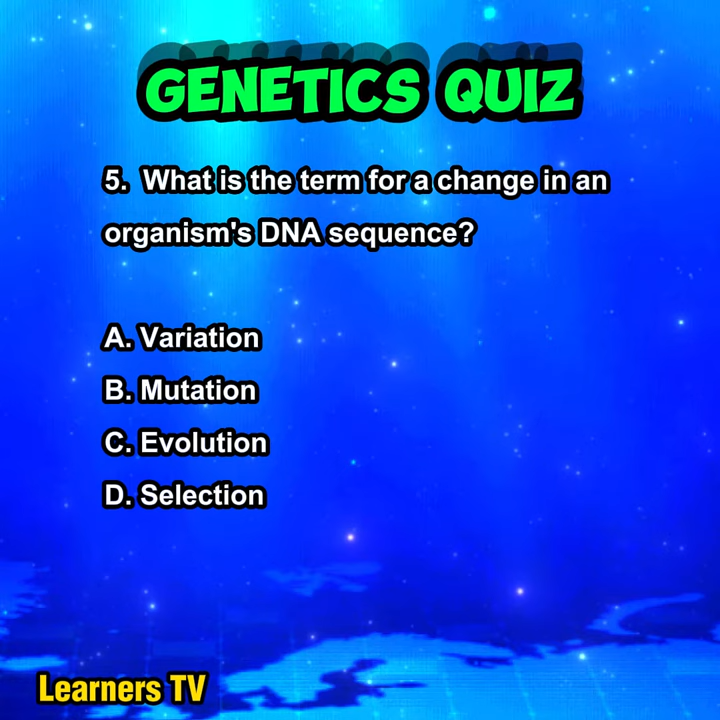 GENETICS QUIZ
5. What is the term for a change in an
organism's DNA sequence?
A. Variation
B. Mutation
C. Evolution
D. Selection
Learners TV